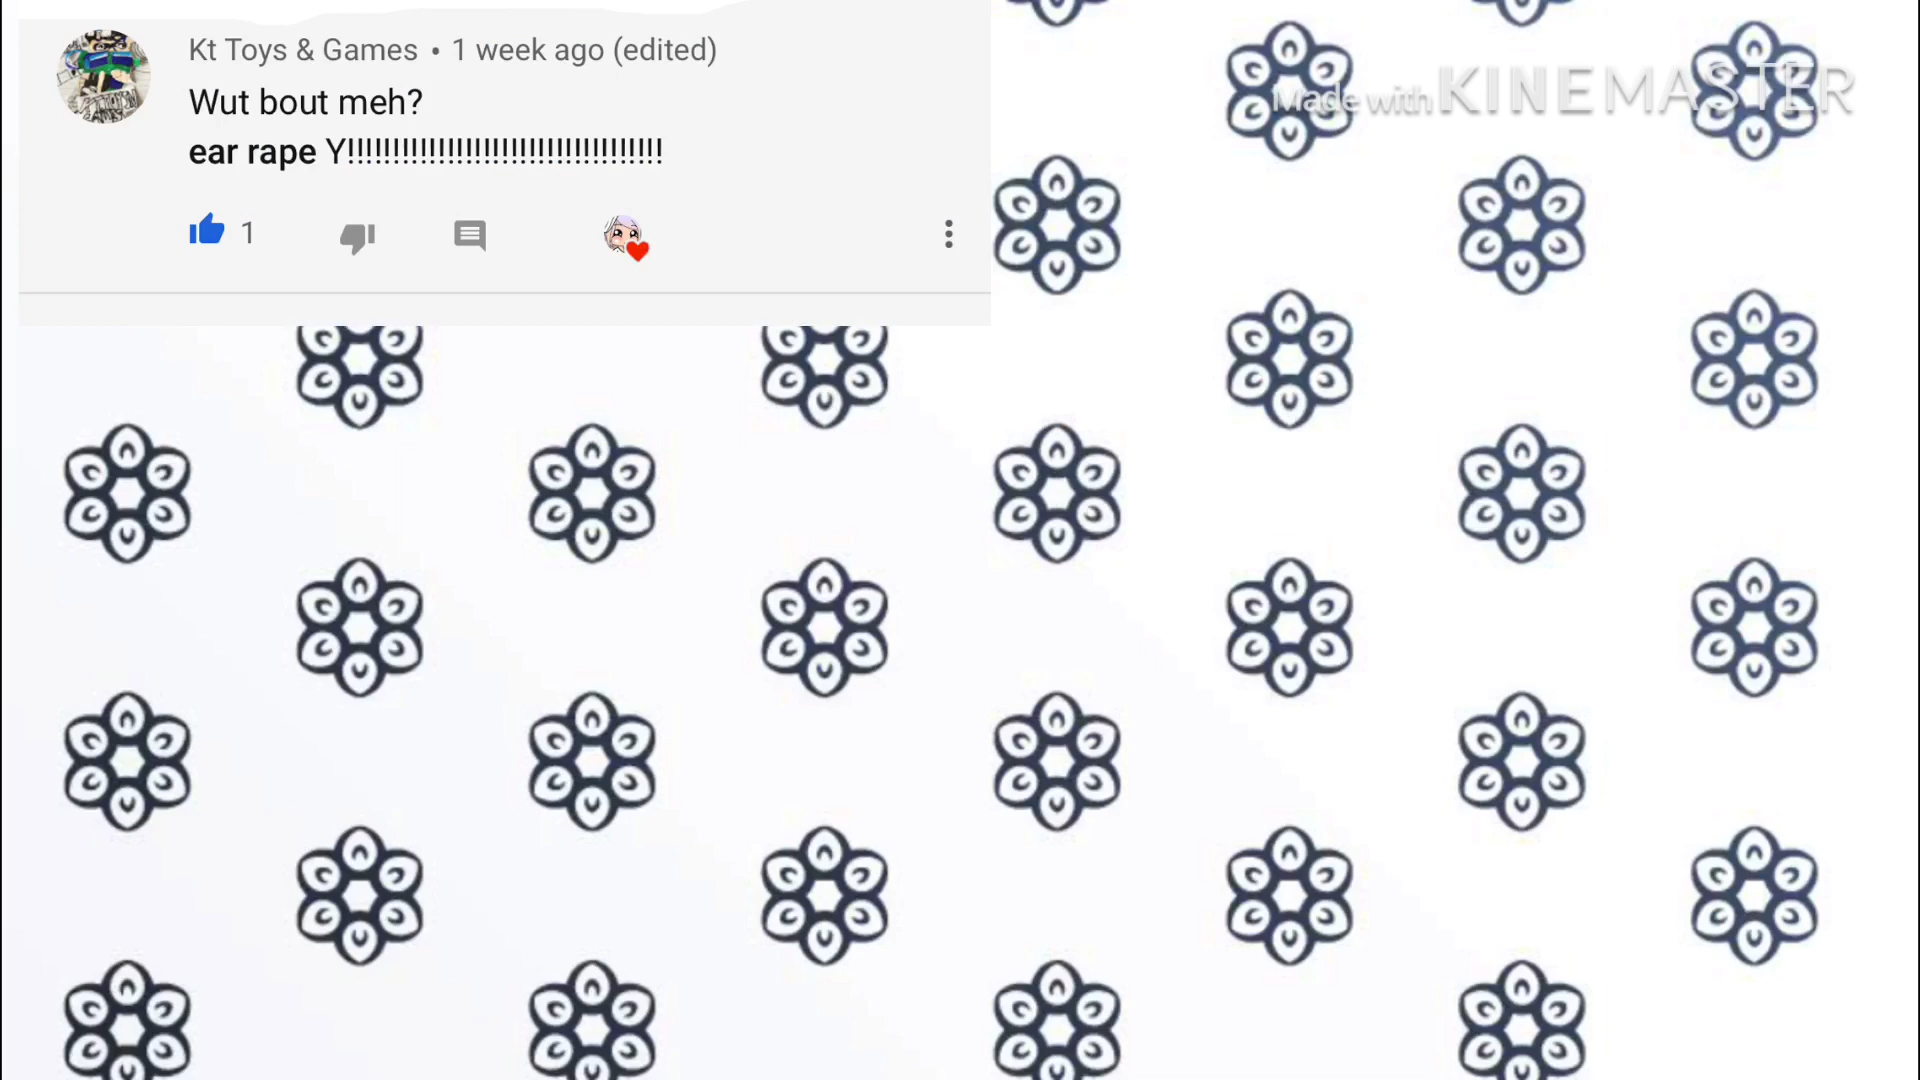 Kt Toys & Games • 1 week ago (edited)
Wut bout meh?
ear rape Y!!!!!!!!!!!!!!!!!!!!!!!!!!!!!!!!!!!
1
Made with KINEMASTER